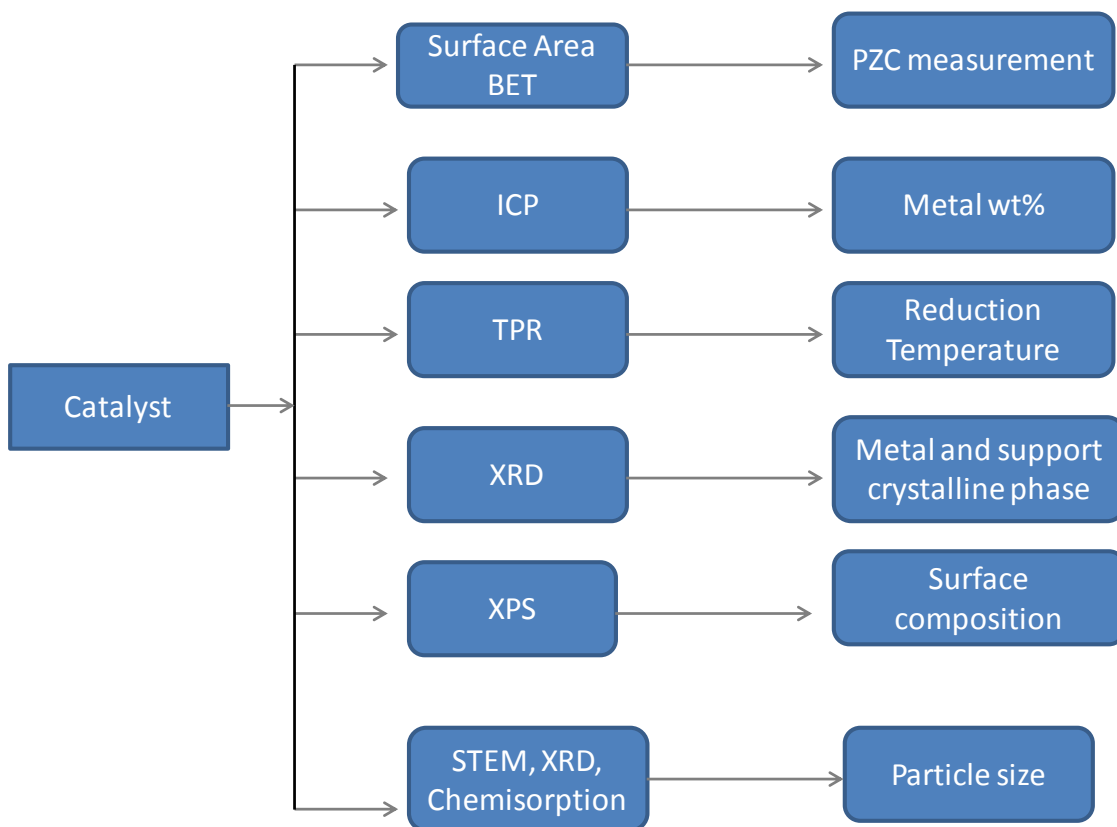 Surface Area
BET
PZC measurement
ICP
Metal wt%
TPR
Reduction
Temperature
Catalyst
XRD
Metal and support
crystalline phase
XPS
Surface
composition
STEM, XRD,
Chemisorption
Particle size